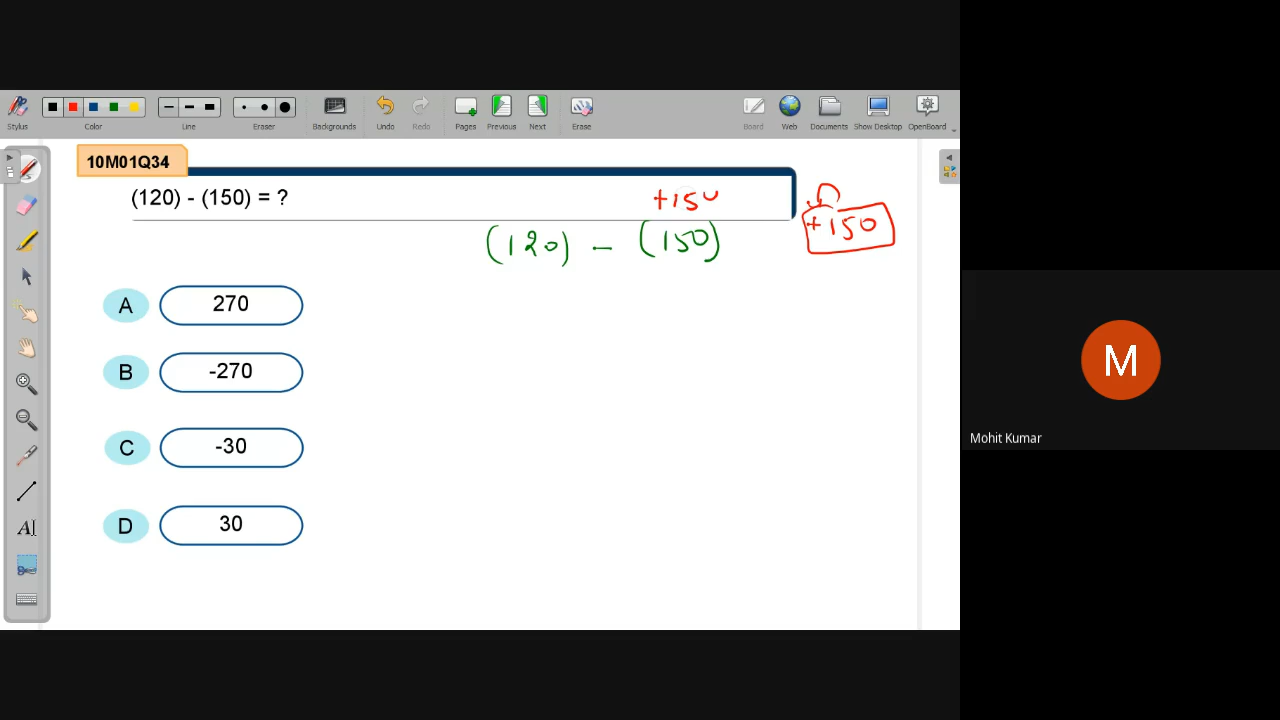 Stylus
Color
Line
Eraser
Backgrounds
Undo
Redo
Pages
Previous
Next
Erase
Board
Web
Documents
Show Desktop
OpenBoard
10M01Q34
(120) - (150) = ?
+150
+150
(120) - (150)
A 270
B -270
C -30
D 30
M
Mohit Kumar